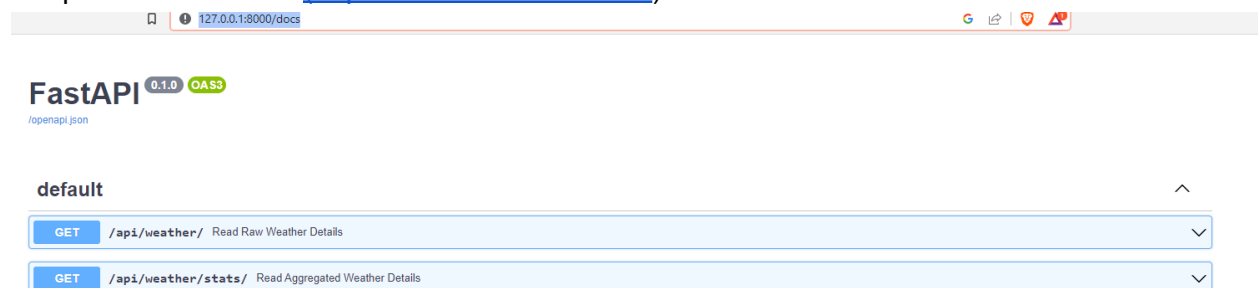 127.0.0.1:8000/docs
FastAPI 0.1.0 OAS3
/openapi.json
default
GET /api/weather/ Read Raw Weather Details
GET /api/weather/stats/ Read Aggregated Weather Details